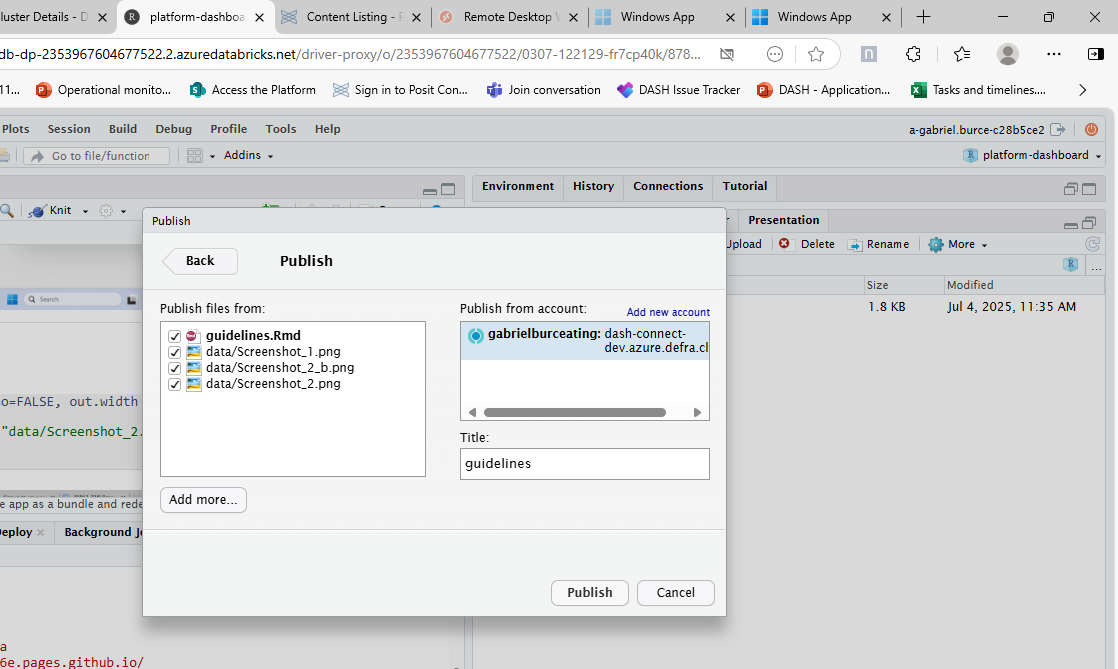 luster Details - D
platform-dashboa
Content Listing - P
Remote Desktop
Windows App
Windows App
db-dp-2353967604677522.2.azuredatabricks.net/driver-proxy/o/2353967604677522/0307-122129-fr7cp40k/878...
11...
Operational monito...
Access the Platform
Sign in to Posit Con...
Join conversation
DASH Issue Tracker
DASH - Application...
Tasks and timelines....
Plots
Session
Build
Debug
Profile
Tools
Help
a-gabriel.burce-c28b5ce2
Go to file/function
Addins
platform-dashboard
Environment
History
Connections
Tutorial
Knit
Presentation
Upload
Delete
Rename
More
Size
Modified
1.8 KB
Jul 4, 2025, 11:35 AM
Search
o=FALSE, out.width
"data/Screenshot_2.
e app as a bundle and rede
Deploy
Background Jo
a
6e.pages.github.io/
Publish
Back
Publish
Publish files from:
guidelines.Rmd
data/Screenshot_1.png
data/Screenshot_2_b.png
data/Screenshot_2.png
Add more...
Publish from account:
Add new account
gabrielburceating: dash-connect-
dev.azure.defra.cl
Title:
guidelines
Publish
Cancel